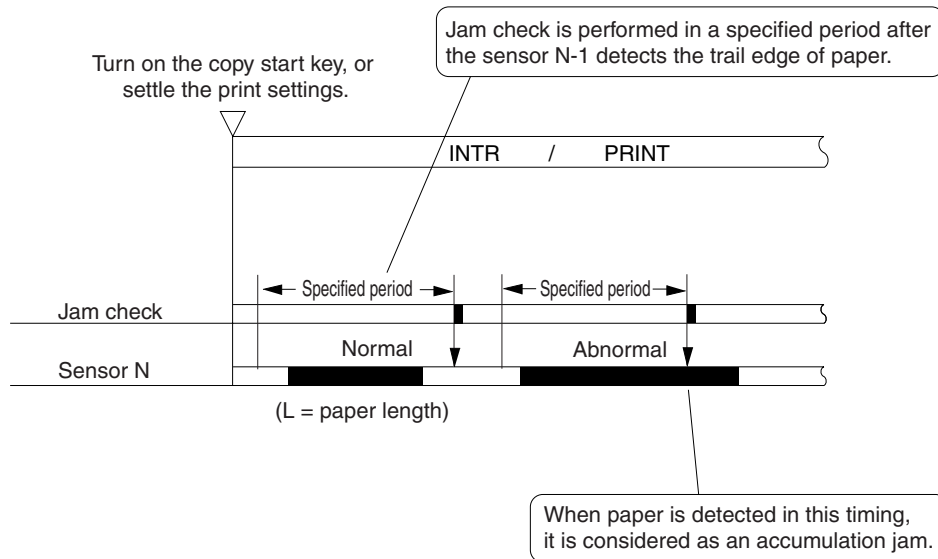 Jam check is performed in a specified period after
the sensor N-1 detects the trail edge of paper.
Turn on the copy start key, or
settle the print settings.
INTR / PRINT
Specified period
Specified period
Jam check
Normal
Abnormal
Sensor N
(L = paper length)
When paper is detected in this timing,
it is considered as an accumulation jam.